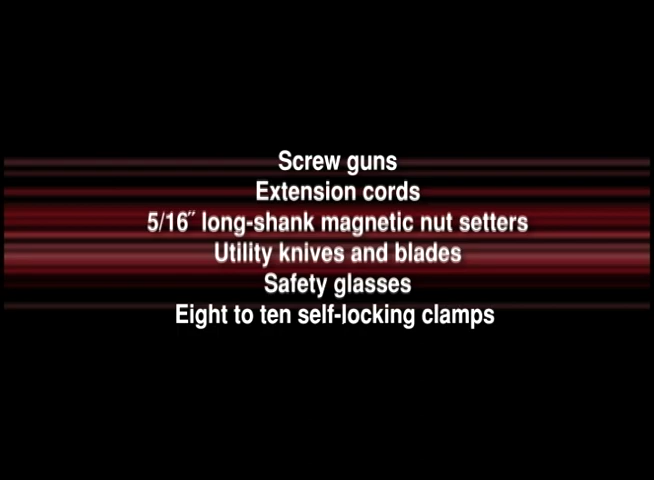 Screw guns
Extension cords
5/16˝ long-shank magnetic nut setters
Utility knives and blades
Safety glasses
Eight to ten self-locking clamps